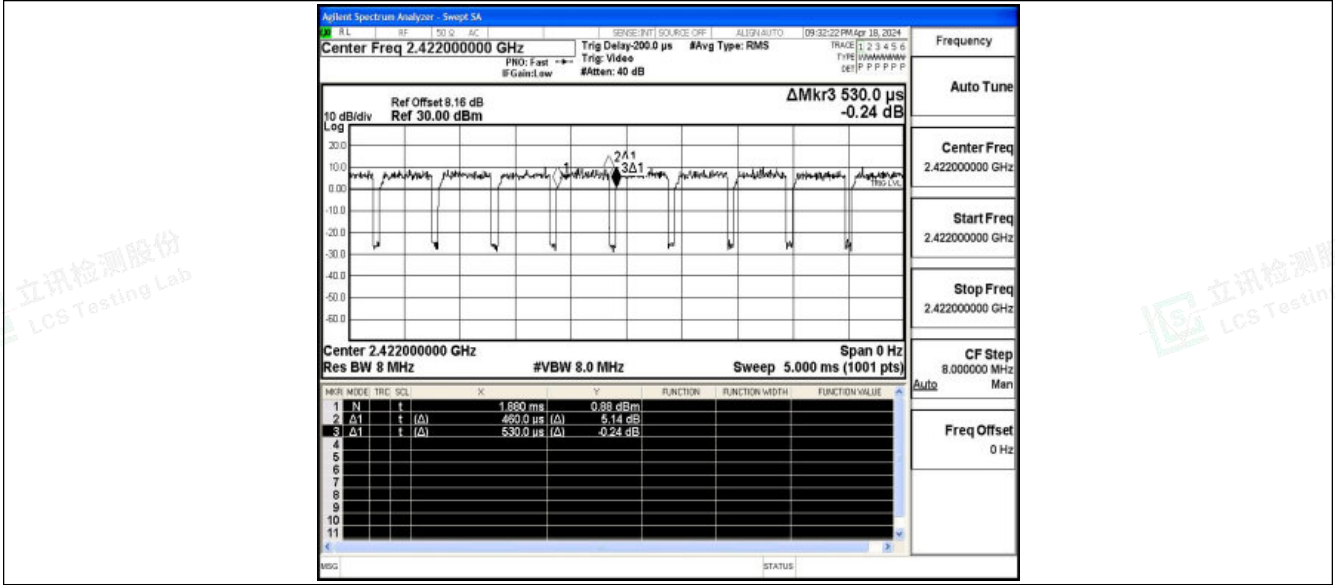 Agilent Spectrum Analyzer - Swept SA
RL RF 50 Ω AC SENSE:INT SOURCE OFF ALIGNAUTO 09:32:22 PM Apr 18, 2024
Center Freq 2.422000000 GHz
Trig Delay-200.0 µs #Avg Type: RMS
TRACE 1 2 3 4 5 6
PNO: Fast Trig: Video
TYPE
IFGain:Low #Atten: 40 dB
DET P P P P P P
Frequency
ΔMkr3 530.0 µs
-0.24 dB
Ref Offset 8.16 dB
10 dB/div Ref 30.00 dBm
Log
20.0
10.0
0.00
-10.0
-20.0
-30.0
-40.0
-50.0
-60.0
1
2Δ1
3Δ1
TRIG LVL
Center 2.422000000 GHz Span 0 Hz
Res BW 8 MHz #VBW 8.0 MHz Sweep 5.000 ms (1001 pts)
MKR MODE TRC SCL X Y FUNCTION FUNCTION WIDTH FUNCTION VALUE
1 N t 1.880 ms 0.88 dBm
2 Δ1 t (Δ) 460.0 µs (Δ) 5.14 dB
3 Δ1 t (Δ) 530.0 µs (Δ) -0.24 dB
4
5
6
7
8
9
10
11
MSG STATUS
Auto Tune
Center Freq
2.422000000 GHz
Start Freq
2.422000000 GHz
Stop Freq
2.422000000 GHz
CF Step
8.000000 MHz
Auto Man
Freq Offset
0 Hz
立讯检测股份
LCS Testing Lab
立讯检测
LCS Testin